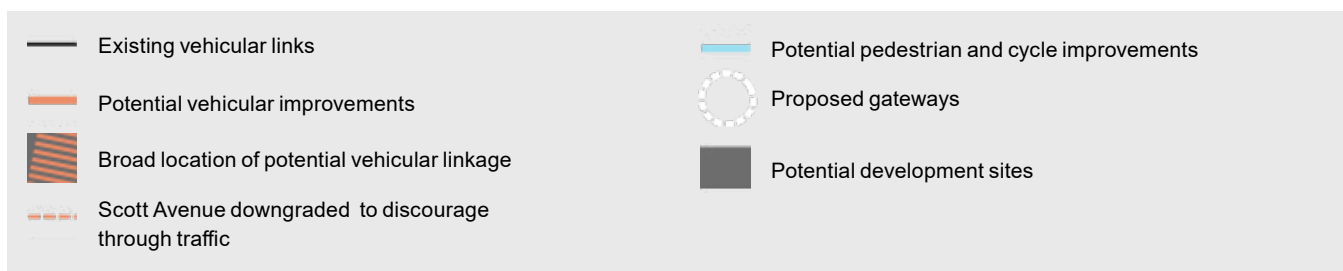 Existing vehicular links
Potential vehicular improvements
Broad location of potential vehicular linkage
Scott Avenue downgraded to discourage
through traffic
Potential pedestrian and cycle improvements
Proposed gateways
Potential development sites